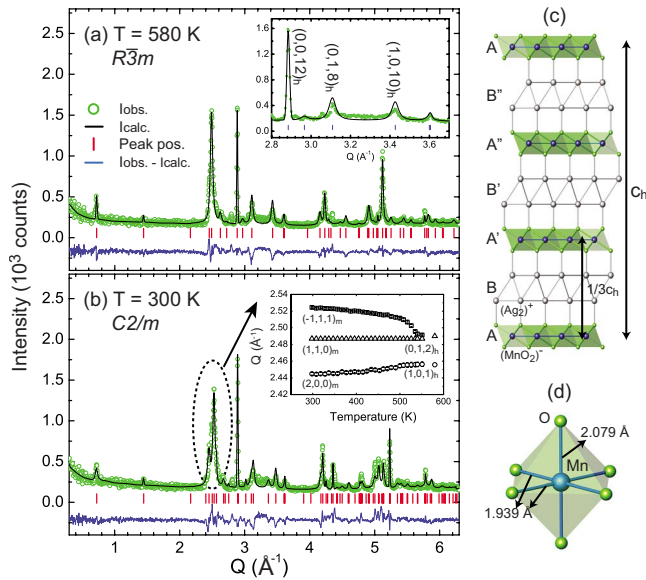 (a) T = 580 K
R3̅m
Iobs.
Icalc.
Peak pos.
Iobs. - Icalc.
2.5
2.0
1.5
1.0
0.5
0.0
1.6
1.2
0.8
0.4
0.0
(0,0,12)h
(0,1,8)h
(1,0,10)h
2.8 3.0 3.2 3.4 3.6
Q (Å-1)
Intensity (10³ counts)
(b) T = 300 K
C2/m
2.5
2.0
1.5
1.0
0.5
0.0
Q (Å-1)
2.52
2.50
2.48
2.46
2.44
(-1,1,1)m
(1,1,0)m
(0,1,2)h
(2,0,0)m
(1,0,1)h
300 400 500 600
Temperature (K)
1 2 3 4 5 6
Q (Å-1)
(c)
A
B"
A"
B'
A'
B
(Ag2)+
A
(MnO2)-
ch
1/3ch
(d)
O
2.079 Å
Mn
1.939 Å